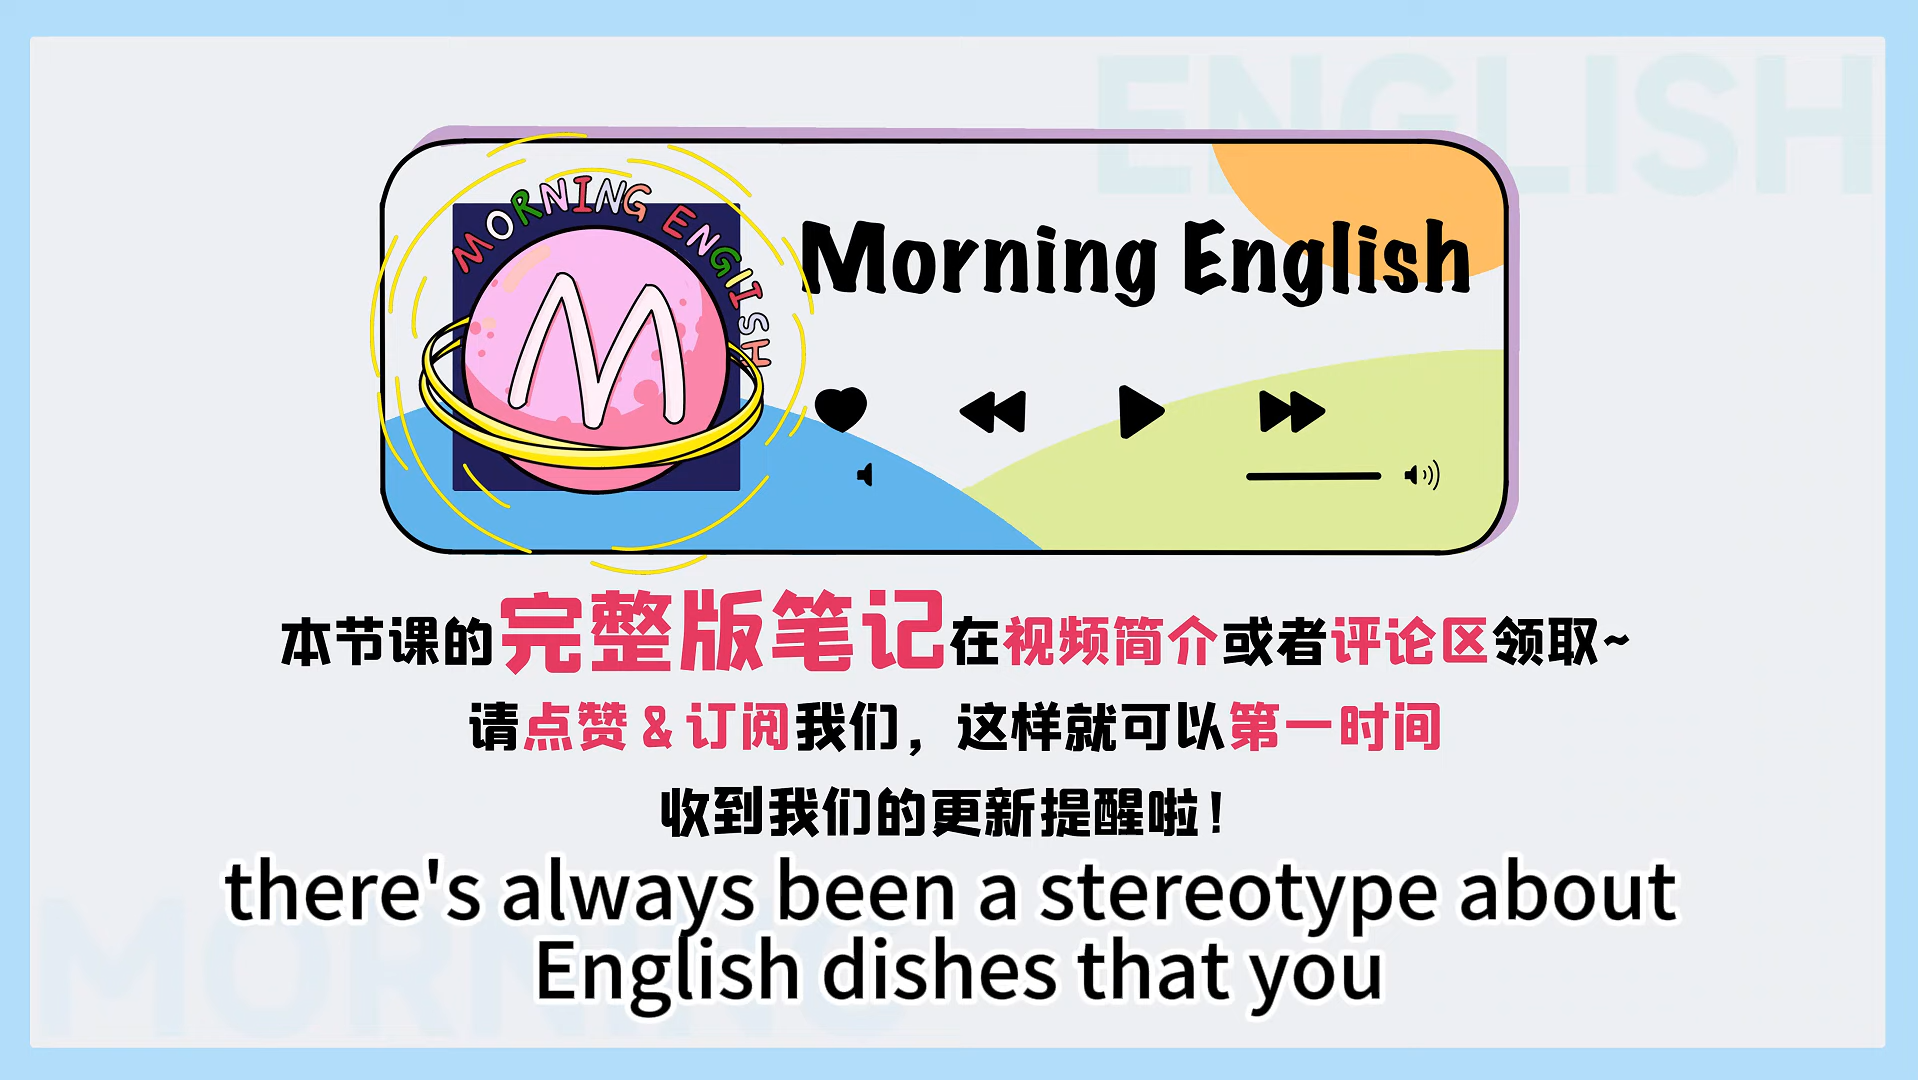 ENGLISH
MORNING ENGLISH
M
Morning English
本节课的完整版笔记在视频简介或者评论区领取~
请点赞&订阅我们，这样就可以第一时间
收到我们的更新提醒啦！
there's always been a stereotype about
English dishes that you
MORNING